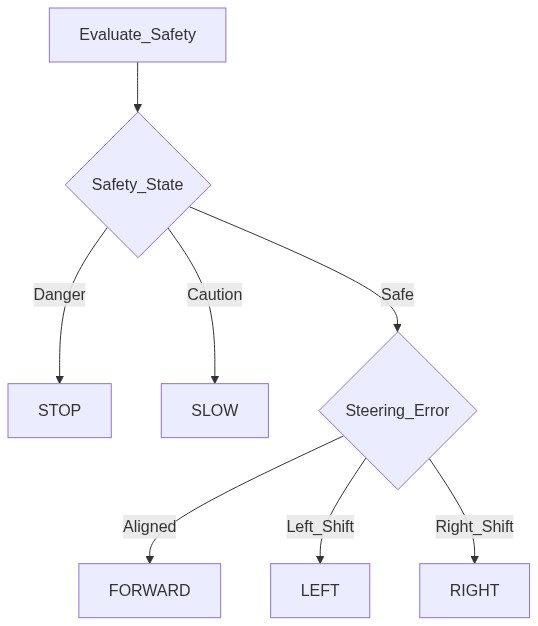 Evaluate_Safety
Safety_State
Danger
Caution
Safe
STOP
SLOW
Steering_Error
Aligned
Left_Shift
Right_Shift
FORWARD
LEFT
RIGHT